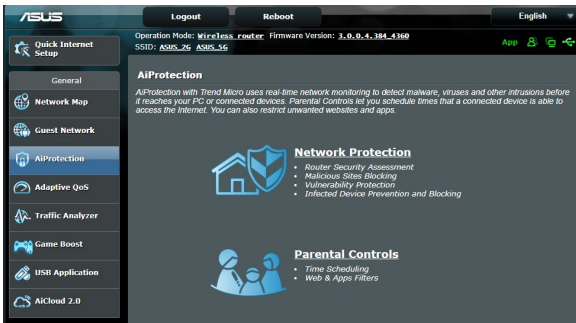 ASUS
Logout
Reboot
English
Quick Internet
Setup
Operation Mode: Wireless router Firmware Version: 3.0.0.4.384_4360
SSID: ASUS_2G ASUS_5G
App
General
Network Map
Guest Network
AiProtection
Adaptive QoS
Traffic Analyzer
Game Boost
USB Application
AiCloud 2.0
AiProtection
AiProtection with Trend Micro uses real-time network monitoring to detect malware, viruses and other intrusions before
it reaches your PC or connected devices. Parental Controls let you schedule times that a connected device is able to
access the Internet. You can also restrict unwanted websites and apps.
Network Protection
• Router Security Assessment
• Malicious Sites Blocking
• Vulnerability Protection
• Infected Device Prevention and Blocking
Parental Controls
• Time Scheduling
• Web & Apps Filters